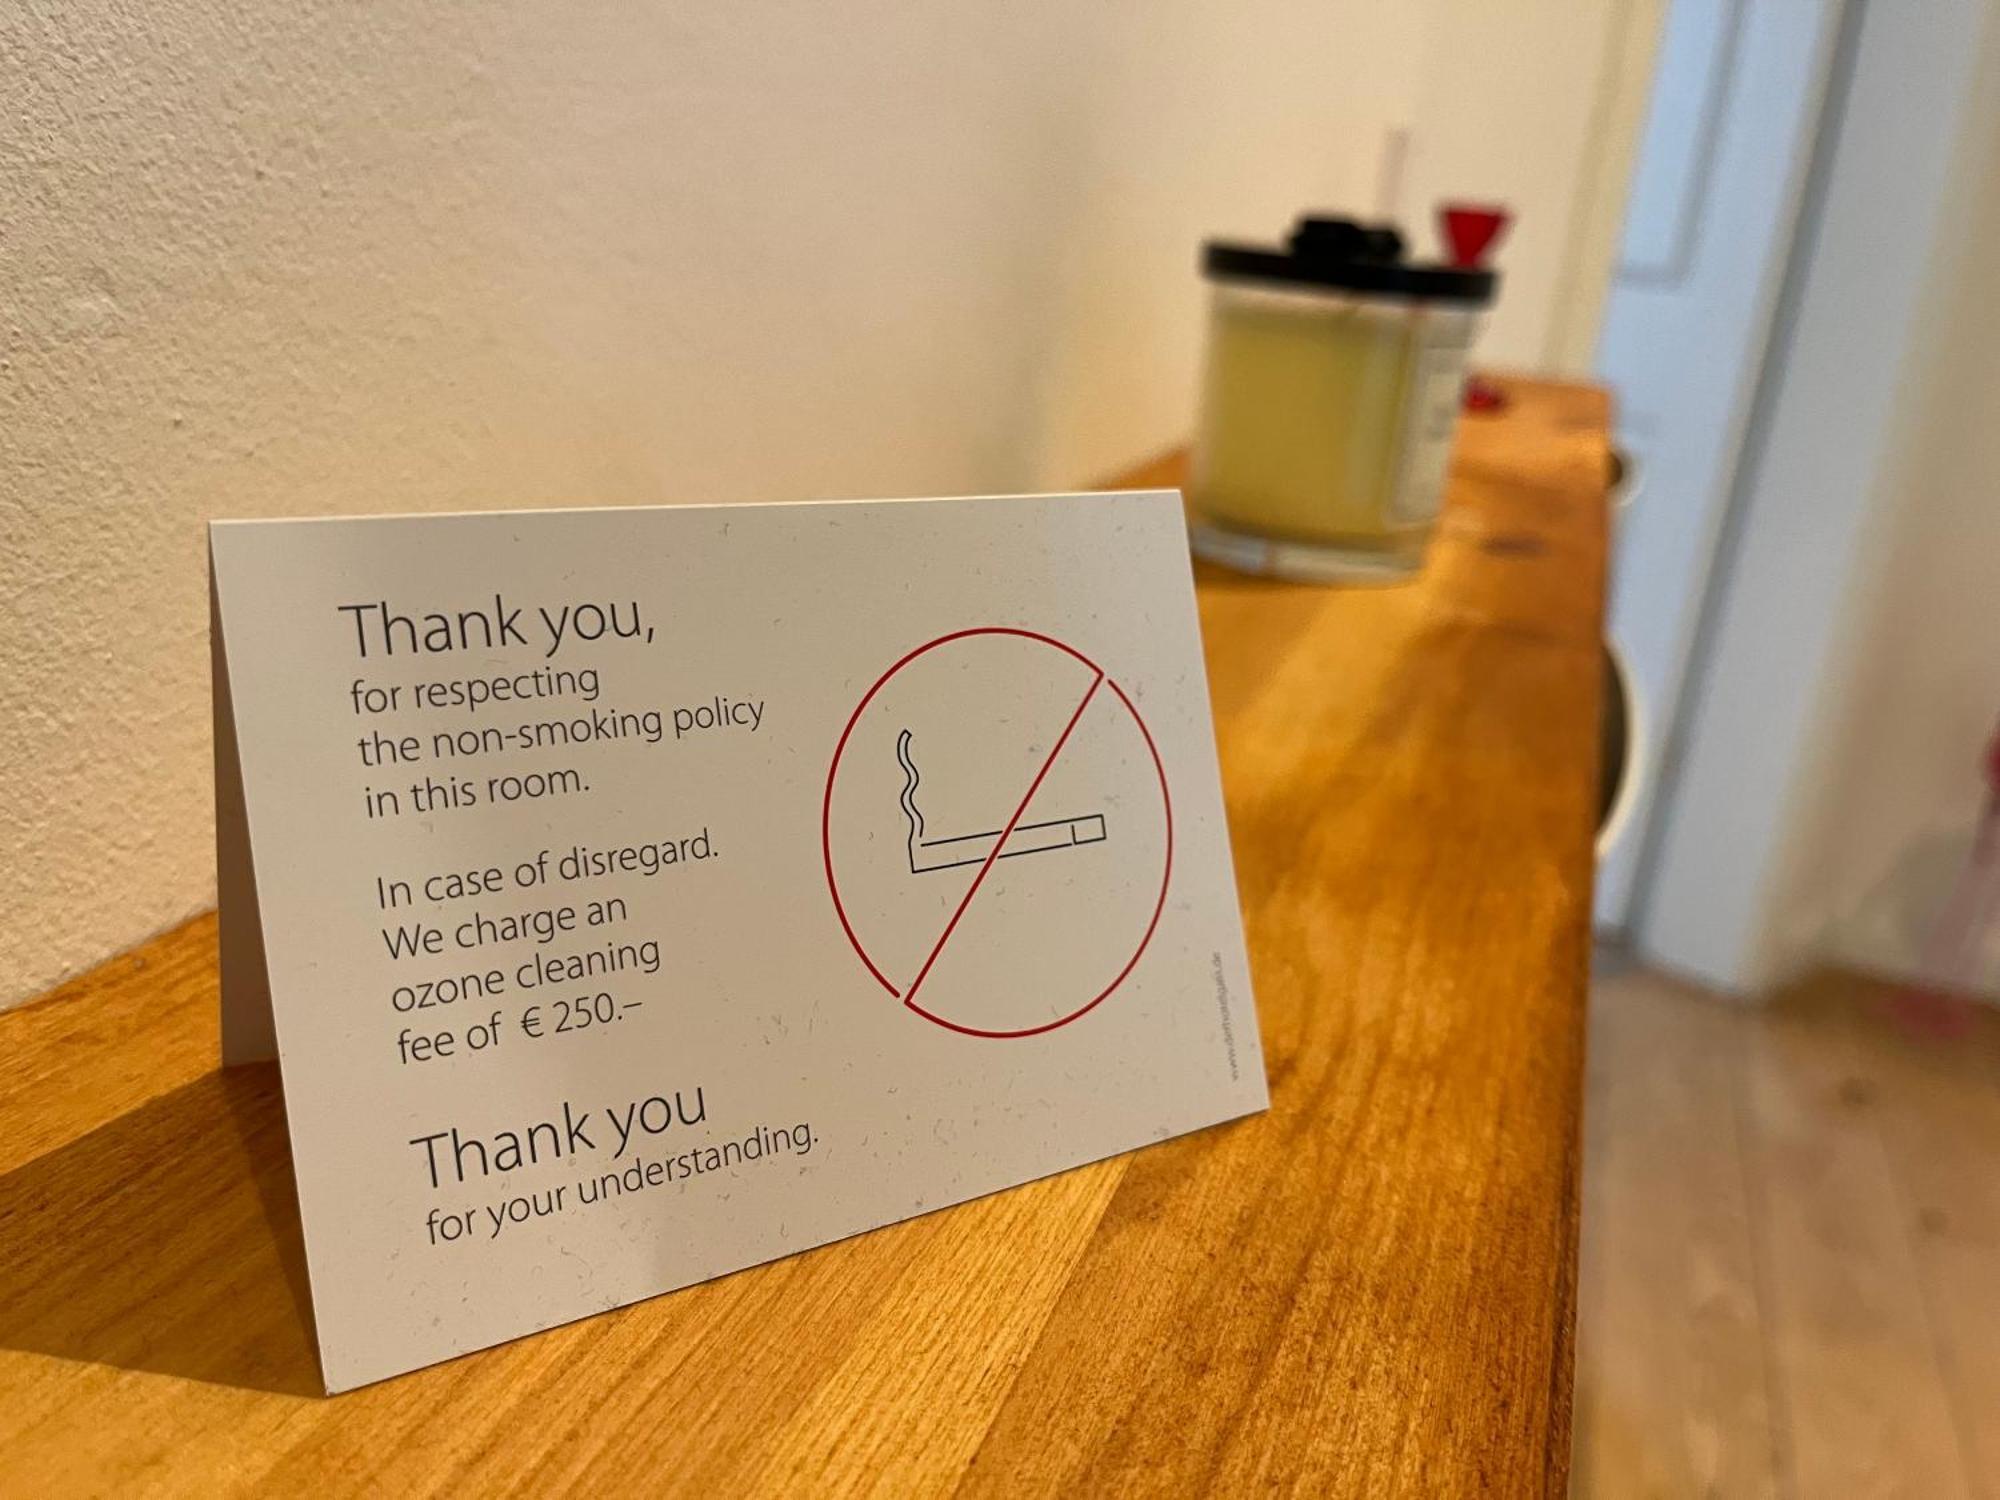 Thank you,
for respecting
the non-smoking policy
in this room.
In case of disregard.
We charge an
ozone cleaning
fee of € 250.–
Thank you
for your understanding.